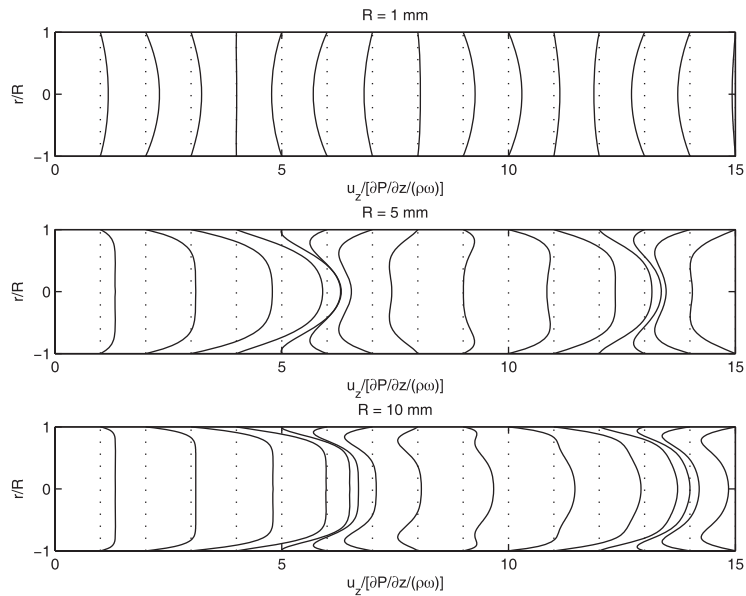 R = 1 mm
1
0
−1
r/R
0 5 10 15
u_z/[∂P/∂z/(ρω)]
R = 5 mm
1
0
−1
r/R
0 5 10 15
u_z/[∂P/∂z/(ρω)]
R = 10 mm
1
0
−1
r/R
0 5 10 15
u_z/[∂P/∂z/(ρω)]